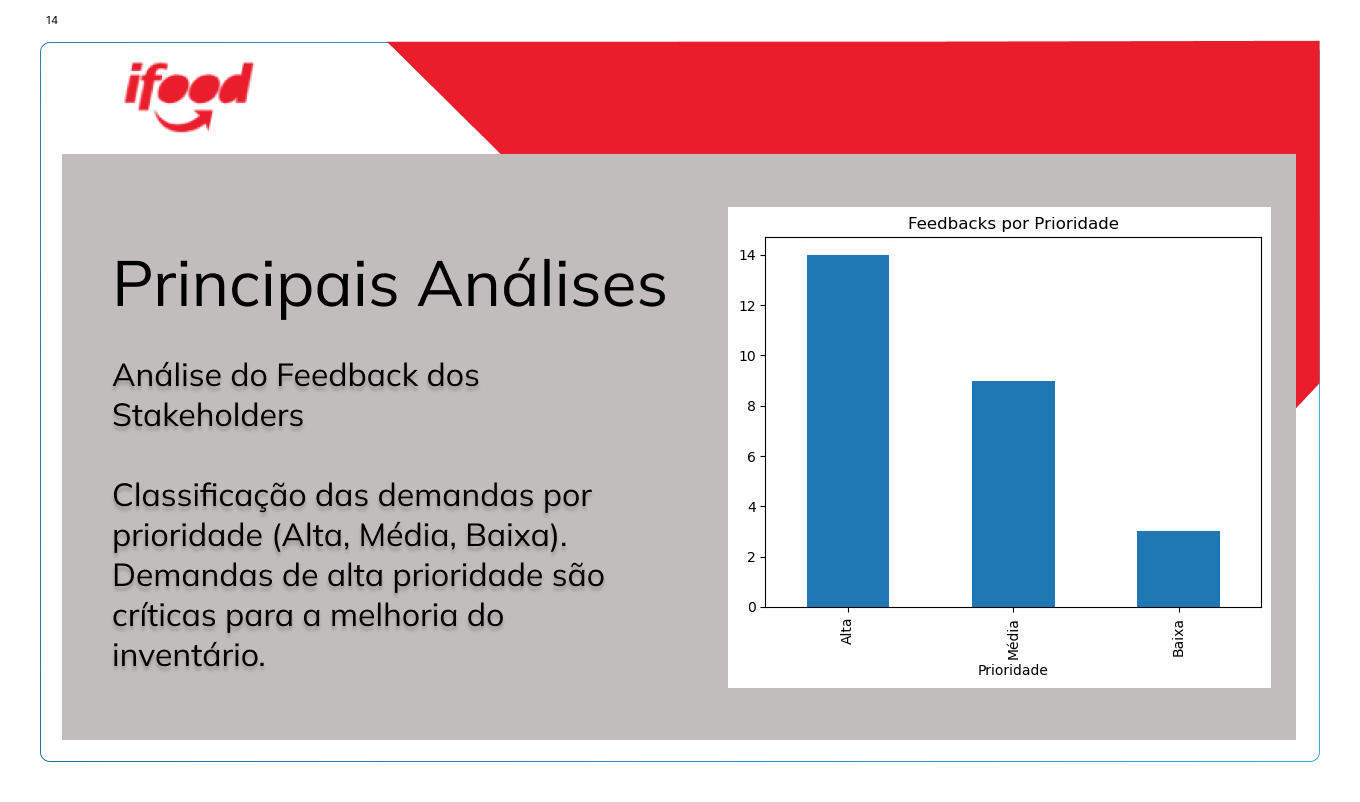 14
ifood
Principais Análises
Análise do Feedback dos
Stakeholders
Classificação das demandas por
prioridade (Alta, Média, Baixa).
Demandas de alta prioridade são
críticas para a melhoria do
inventário.
Feedbacks por Prioridade
14
12
10
8
6
4
2
0
Alta
Média
Baixa
Prioridade